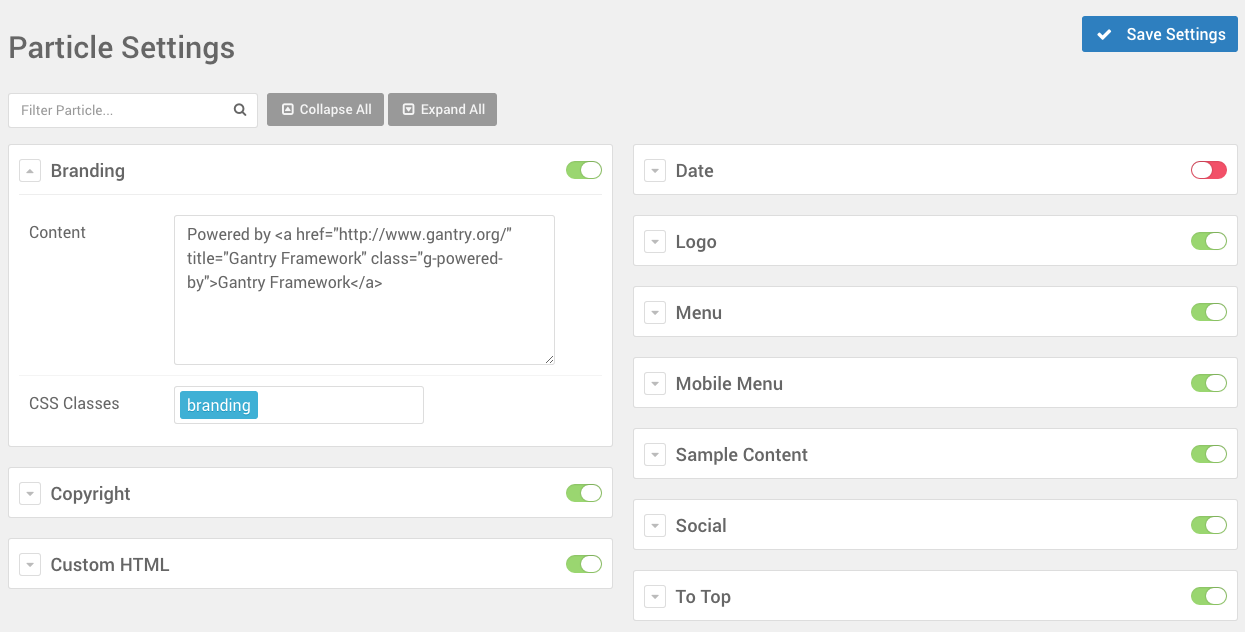 Particle Settings
Save Settings
Filter Particle...
Collapse All
Expand All
Branding
Content
Powered by <a href="http://www.gantry.org/"
title="Gantry Framework" class="g-powered-
by">Gantry Framework</a>
CSS Classes
branding
Copyright
Custom HTML
Date
Logo
Menu
Mobile Menu
Sample Content
Social
To Top